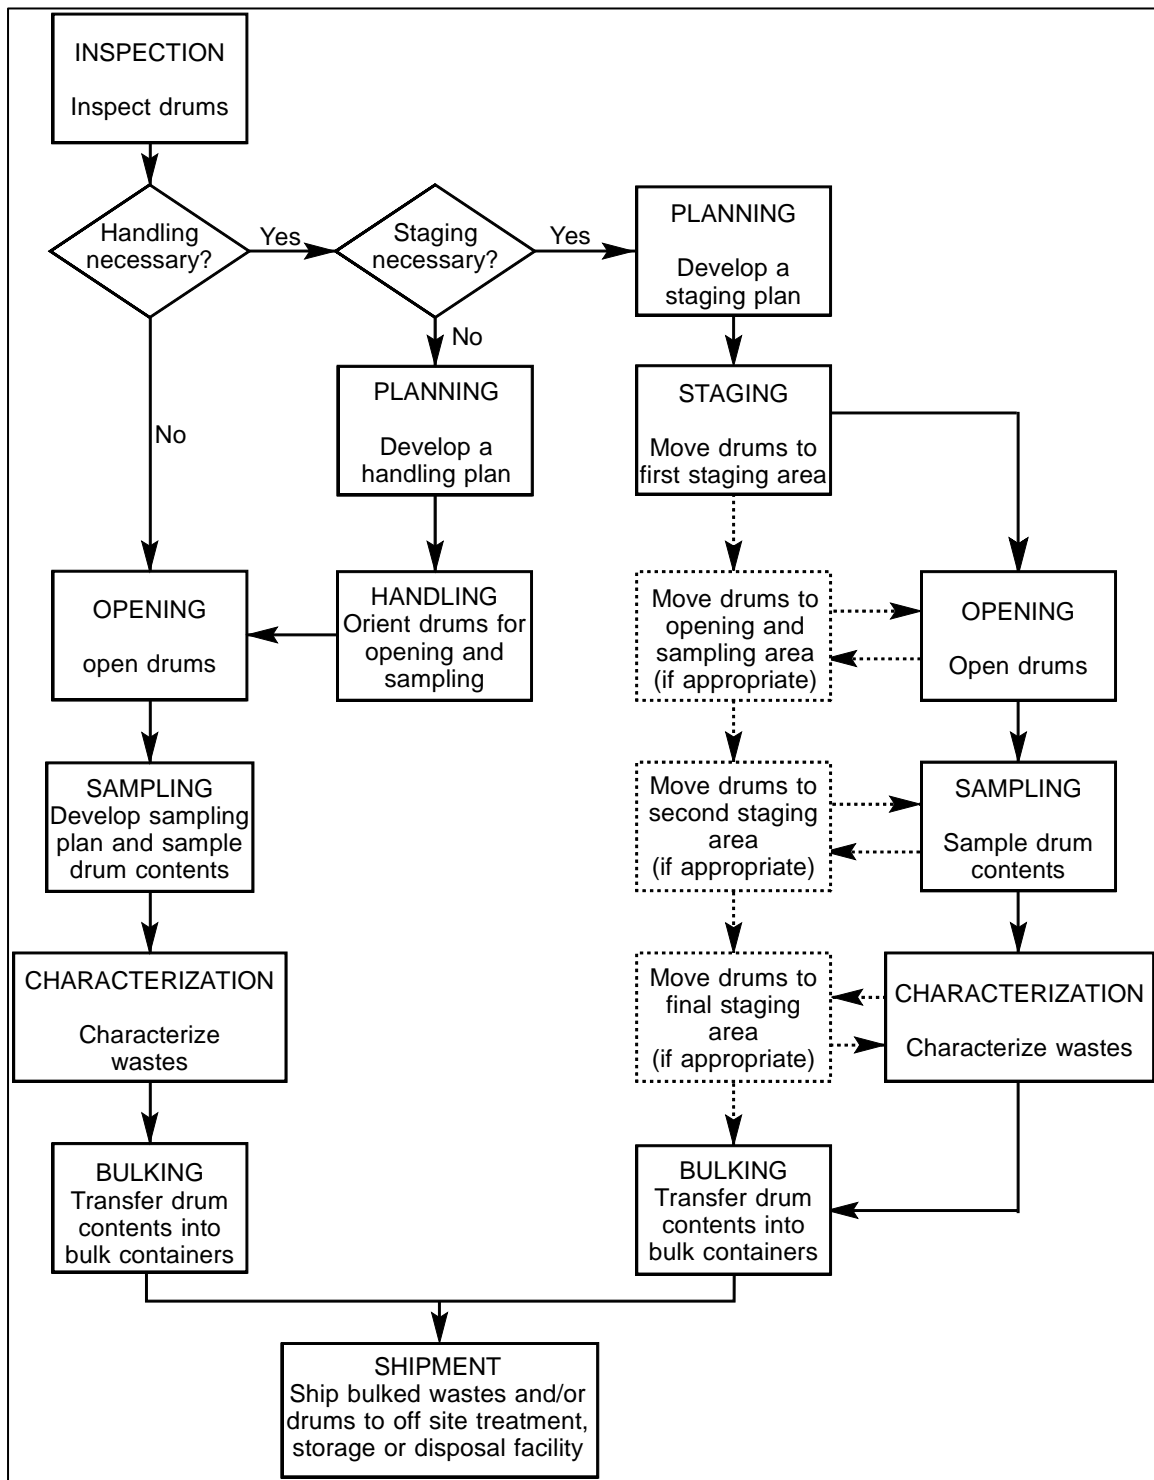 INSPECTION
Inspect drums
Handling
necessary?
Yes
Staging
necessary?
Yes
PLANNING
Develop a
staging plan
No
No
PLANNING
Develop a
handling plan
STAGING
Move drums to
first staging area
OPENING
open drums
HANDLING
Orient drums for
opening and
sampling
Move drums to
opening and
sampling area
(if appropriate)
OPENING
Open drums
SAMPLING
Develop sampling
plan and sample
drum contents
Move drums to
second staging
area
(if appropriate)
SAMPLING
Sample drum
contents
CHARACTERIZATION
Characterize
wastes
Move drums to
final staging
area
(if appropriate)
CHARACTERIZATION
Characterize wastes
BULKING
Transfer drum
contents into
bulk containers
BULKING
Transfer drum
contents into
bulk containers
SHIPMENT
Ship bulked wastes and/or
drums to off site treatment,
storage or disposal facility